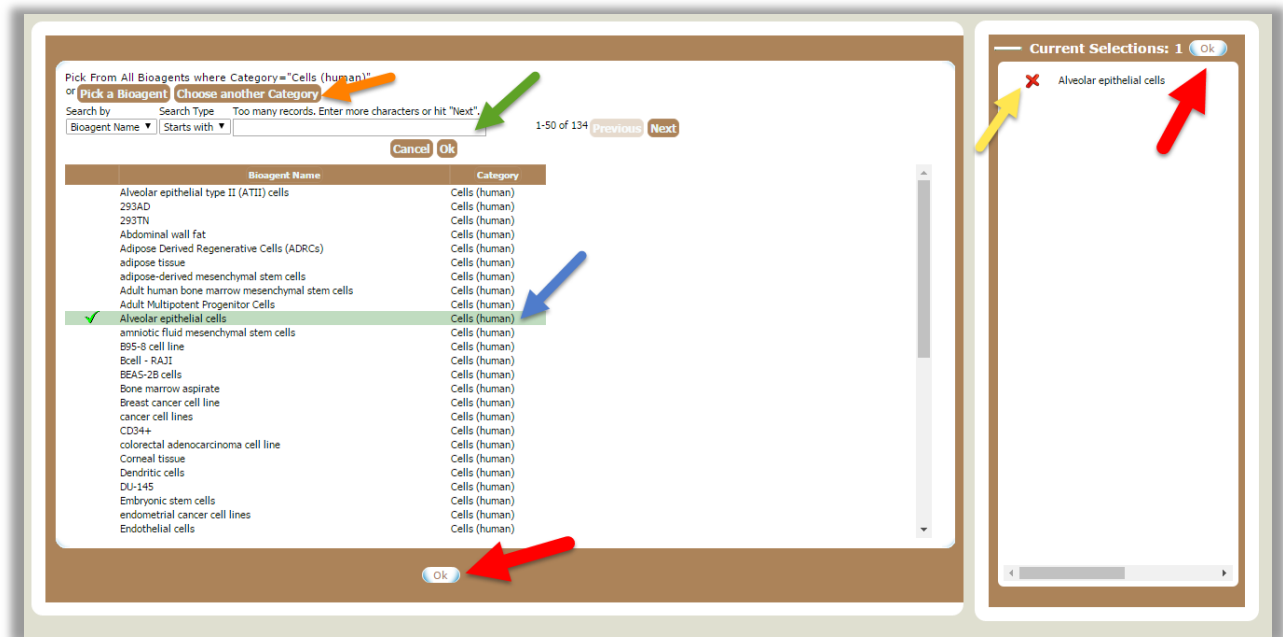 Pick From All Bioagents where Category="Cells (human)"
or Pick a Bioagent Choose another Category
Search by Search Type Too many records. Enter more characters or hit "Next".
Bioagent Name ▼ Starts with ▼ 1-50 of 134 Previous Next
Cancel Ok
Bioagent Name Category
Alveolar epithelial type II (ATII) cells Cells (human)
293AD Cells (human)
293TN Cells (human)
Abdominal wall fat Cells (human)
Adipose Derived Regenerative Cells (ADRCs) Cells (human)
adipose tissue Cells (human)
adipose-derived mesenchymal stem cells Cells (human)
Adult human bone marrow mesenchymal stem cells Cells (human)
Adult Multipotent Progenitor Cells Cells (human)
Alveolar epithelial cells Cells (human)
amniotic fluid mesenchymal stem cells Cells (human)
B95-8 cell line Cells (human)
Bcell - RAJI Cells (human)
BEAS-2B cells Cells (human)
Bone marrow aspirate Cells (human)
Breast cancer cell line Cells (human)
cancer cell lines Cells (human)
CD34+ Cells (human)
colorectal adenocarcinoma cell line Cells (human)
Corneal tissue Cells (human)
Dendritic cells Cells (human)
DU-145 Cells (human)
Embryonic stem cells Cells (human)
endometrial cancer cell lines Cells (human)
Endothelial cells Cells (human)
Ok
Current Selections: 1 Ok
Alveolar epithelial cells